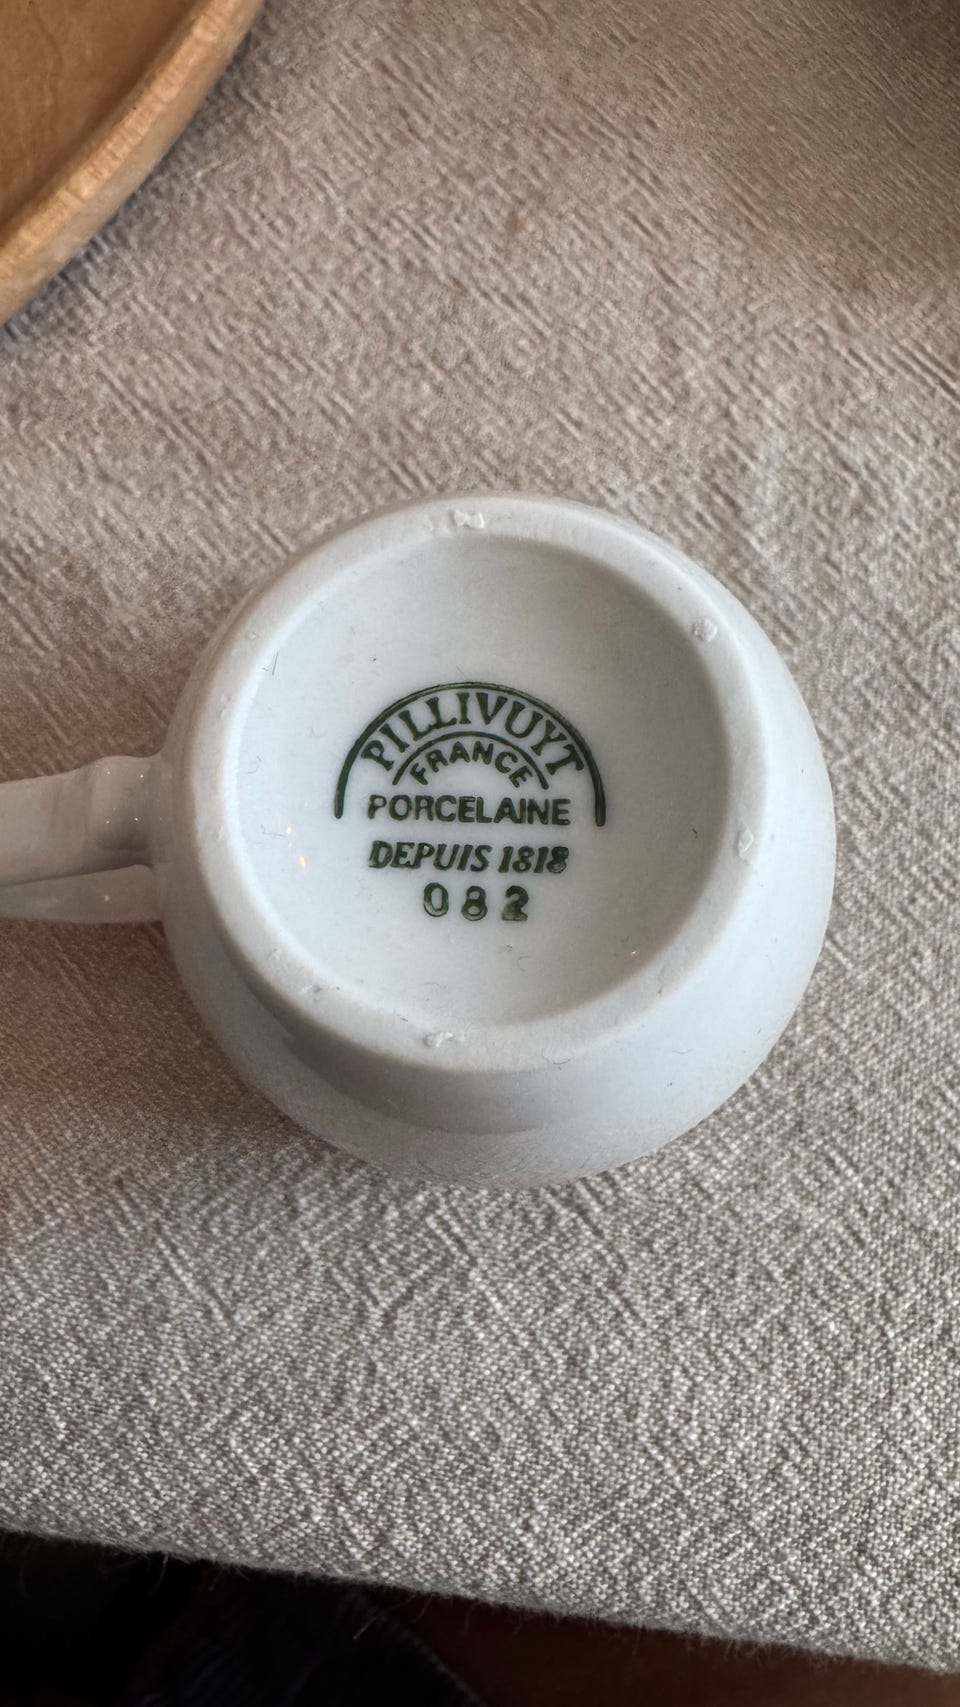 PILLIVUYT
FRANCE
PORCELAINE
DEPUIS 1818
082